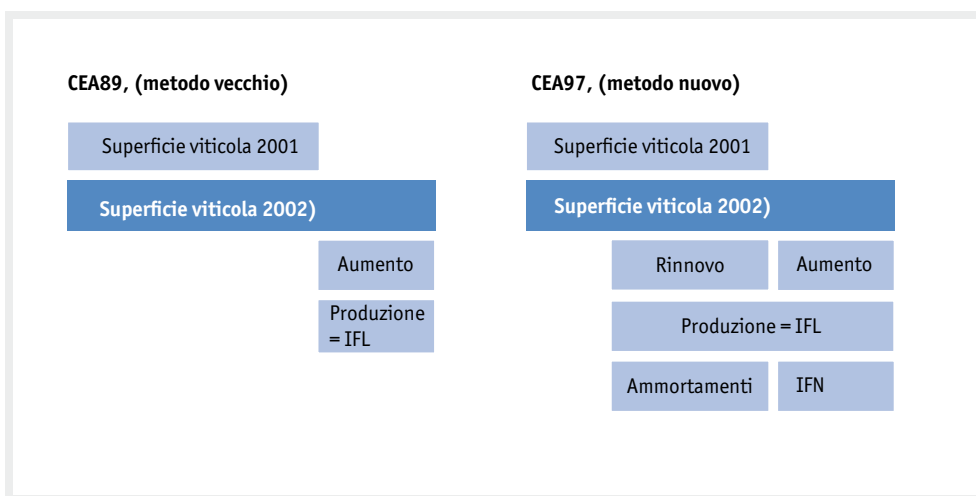 CEA89, (metodo vecchio)
Superficie viticola 2001
Superficie viticola 2002)
Aumento
Produzione
= IFL
CEA97, (metodo nuovo)
Superficie viticola 2001
Superficie viticola 2002)
Rinnovo
Aumento
Produzione = IFL
Ammortamenti
IFN